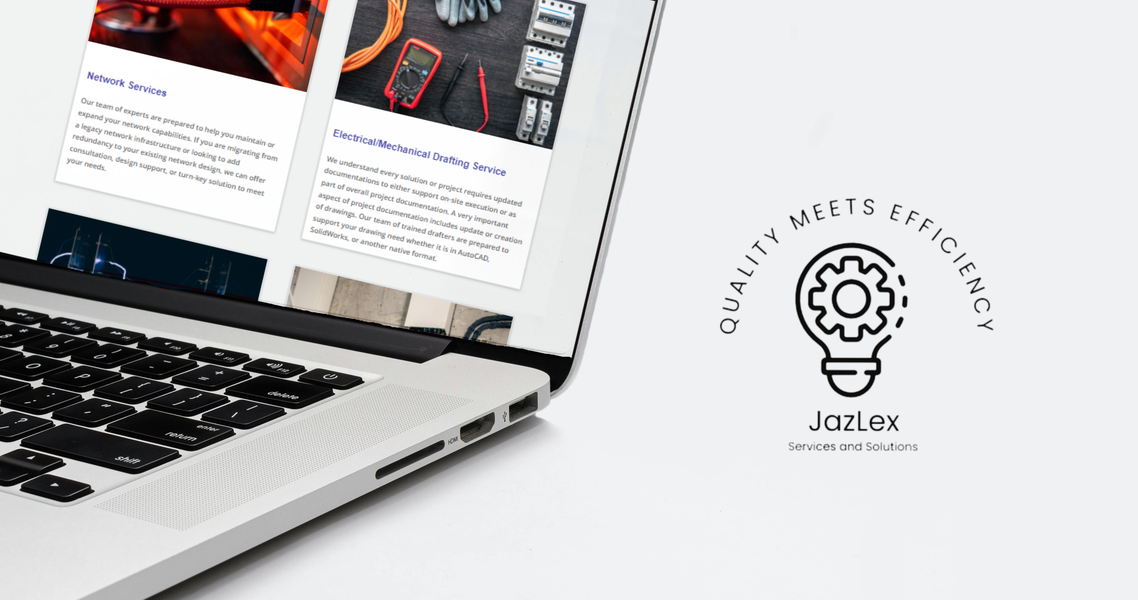 Network Services
Our team of experts are prepared to help you maintain or
expand your network capabilities. If you are migrating from
a legacy network infrastructure or looking to add
redundancy to your existing network design, we can offer
consultation, design support, or turn-key solution to meet
your needs.
Electrical/Mechanical Drafting Service
We understand every solution or project requires updated
documentations to either support on-site execution or as
part of overall project documentation. A very important
aspect of project documentation includes update or creation
of drawings. Our team of trained drafters are prepared to
support your drawing need whether it is in AutoCAD,
SolidWorks, or another native format.
delete
enter
return
shift
HDMI
QUALITY MEETS EFFICIENCY
JazLex
Services and Solutions